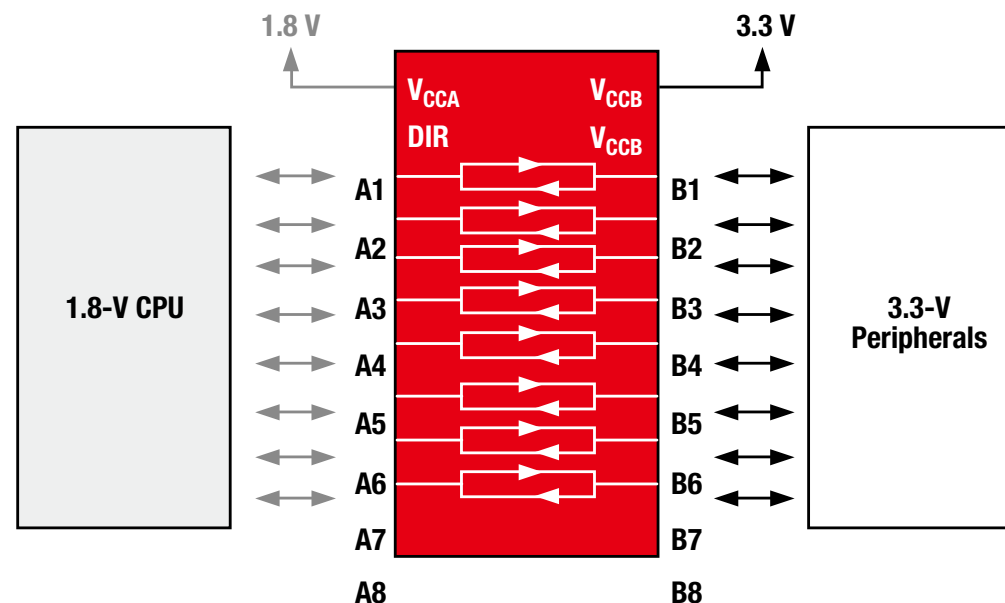 1.8 V
3.3 V
VCCA
VCCB
DIR
VCCB
A1
B1
A2
B2
1.8-V CPU
A3
B3
3.3-V
Peripherals
A4
B4
A5
B5
A6
B6
A7
B7
A8
B8